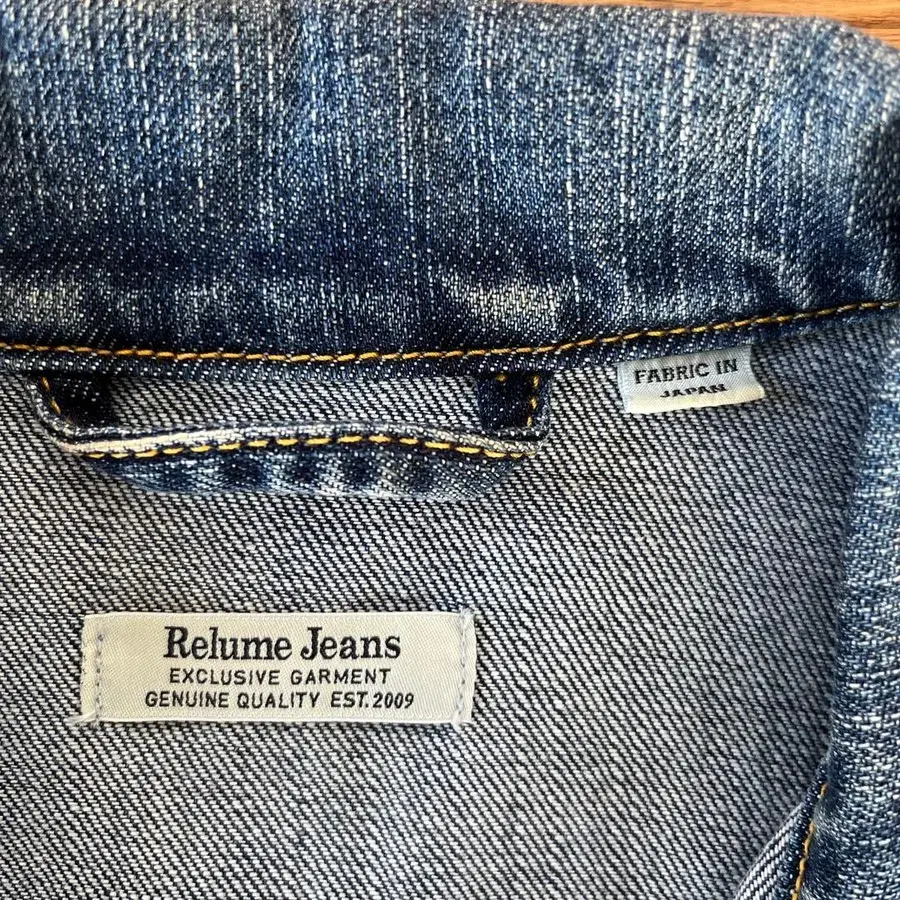 FABRIC IN
JAPAN
Relume Jeans
EXCLUSIVE GARMENT
GENUINE QUALITY EST.2009